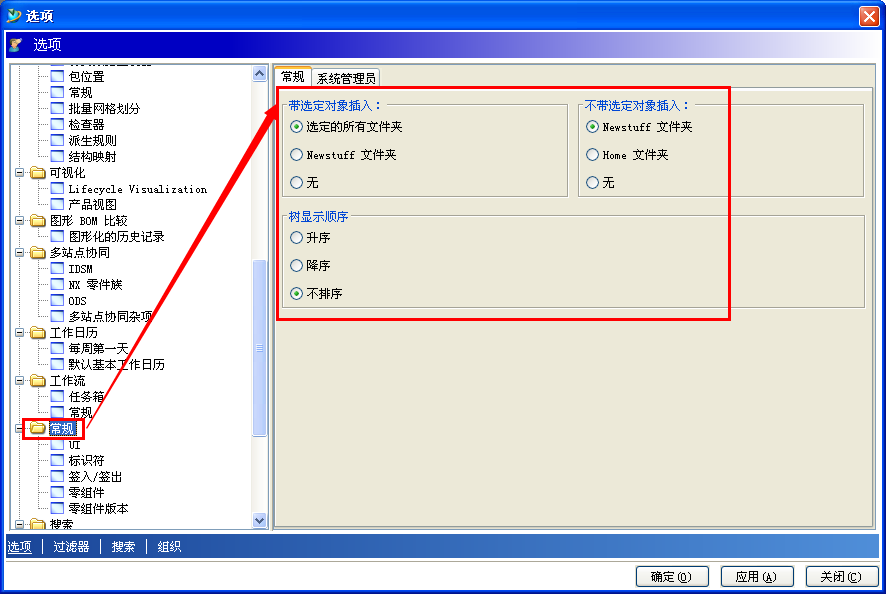 选项
选项
包位置
常规
批量网格划分
检查器
派生规则
结构映射
可视化
Lifecycle Visualization
产品视图
图形 BOM 比较
图形化的历史记录
多站点协同
IDSM
NX 零件族
ODS
多站点协同杂项
工作日历
每周第一天
默认基本工作日历
工作流
任务箱
常规
常规
UI
标识符
签入/签出
零组件
零组件版本
搜索
常规 系统管理员
带选定对象插入：
选定的所有文件夹
Newstuff 文件夹
无
不带选定对象插入：
Newstuff 文件夹
Home 文件夹
无
树显示顺序
升序
降序
不排序
选项 过滤器 搜索 组织
确定(O) 应用(A) 关闭(C)